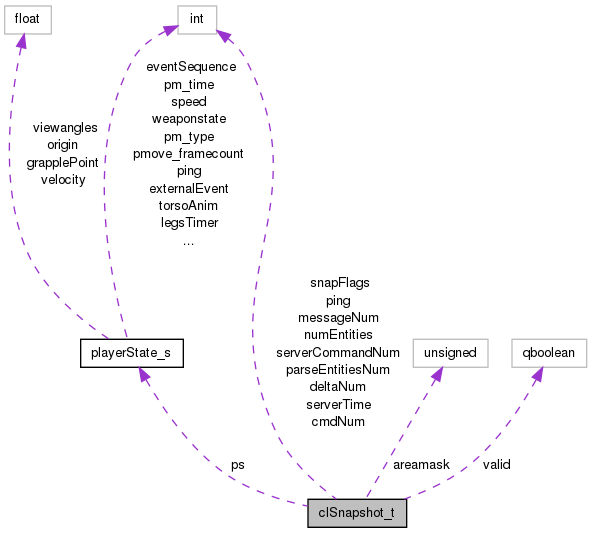 float
int
eventSequence
pm_time
speed
weaponstate
pm_type
pmove_framecount
ping
externalEvent
torsoAnim
legsTimer
...
viewangles
origin
grapplePoint
velocity
snapFlags
ping
messageNum
numEntities
serverCommandNum
parseEntitiesNum
deltaNum
serverTime
cmdNum
playerState_s
unsigned
qboolean
ps
areamask
valid
clSnapshot_t